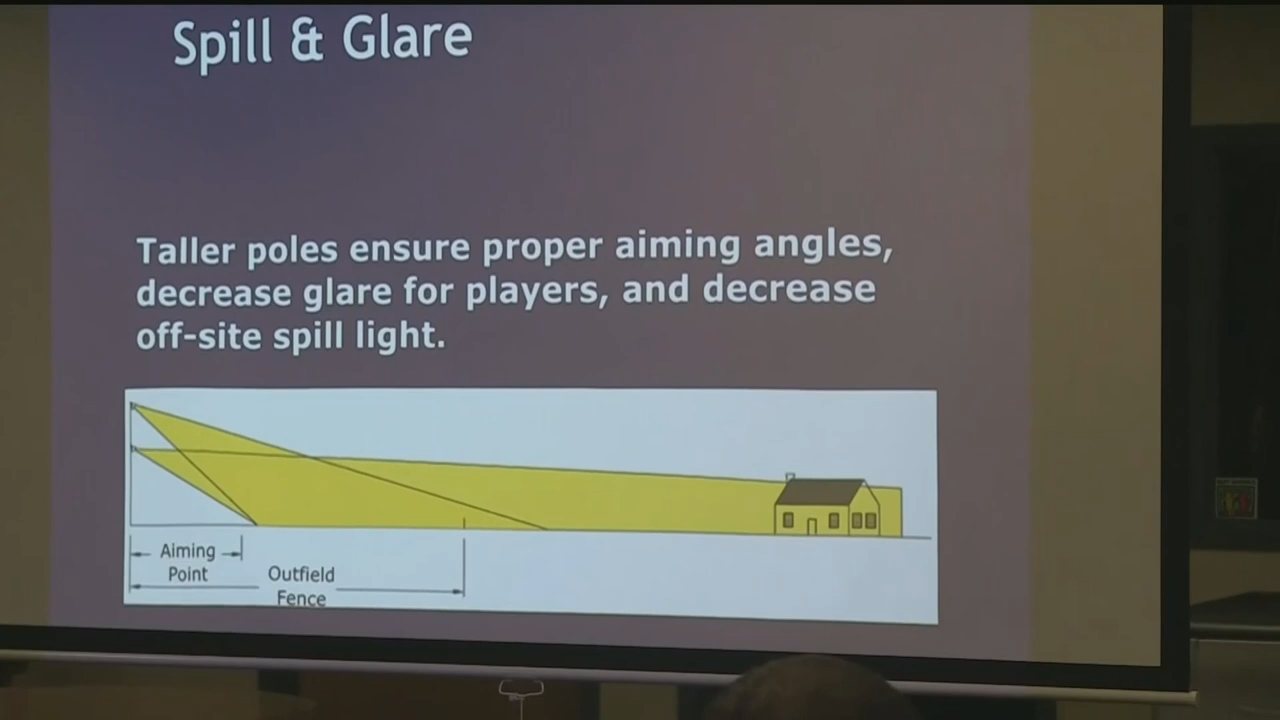 Spill & Glare
Taller poles ensure proper aiming angles,
decrease glare for players, and decrease
off-site spill light.
Aiming
Point
Outfield
Fence